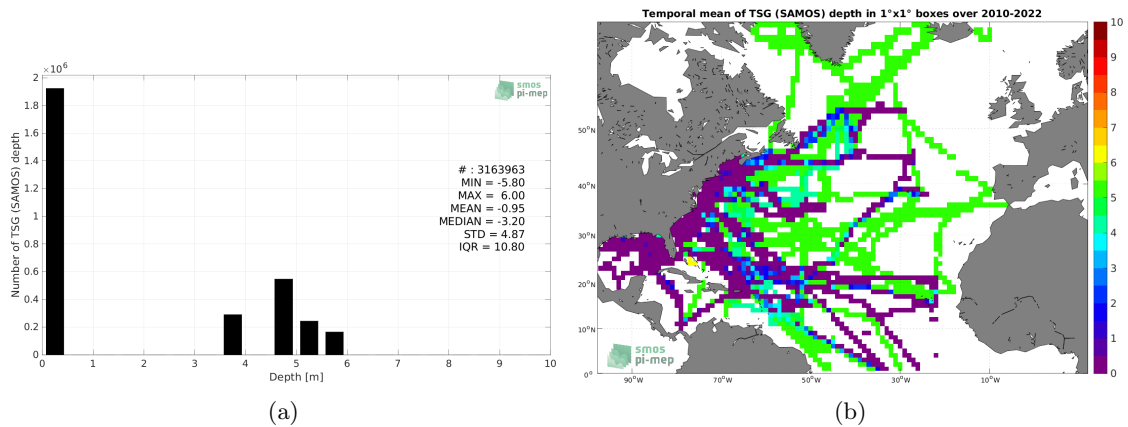 Temporal mean of TSG (SAMOS) depth in 1°x1° boxes over 2010-2022
×10⁶
2
1.8
1.6
1.4
1.2
1
0.8
0.6
0.4
0.2
0
Number of TSG (SAMOS) depth
smos
pi-mep
# : 3163963
MIN = -5.80
MAX = 6.00
MEAN = -0.95
MEDIAN = -3.20
STD = 4.87
IQR = 10.80
0 1 2 3 4 5 6 7 8 9 10
Depth [m]
50°N
40°N
30°N
20°N
10°N
0°
90°W 70°W 50°W 30°W 10°W
smos
pi-mep
10
9
8
7
6
5
4
3
2
1
0
(a)
(b)